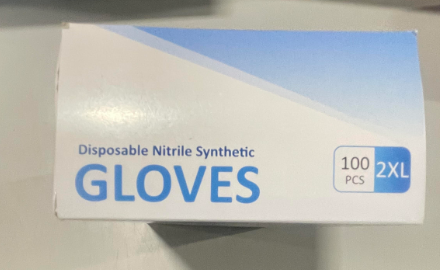 Disposable Nitrile Synthetic
GLOVES
100
PCS
2XL